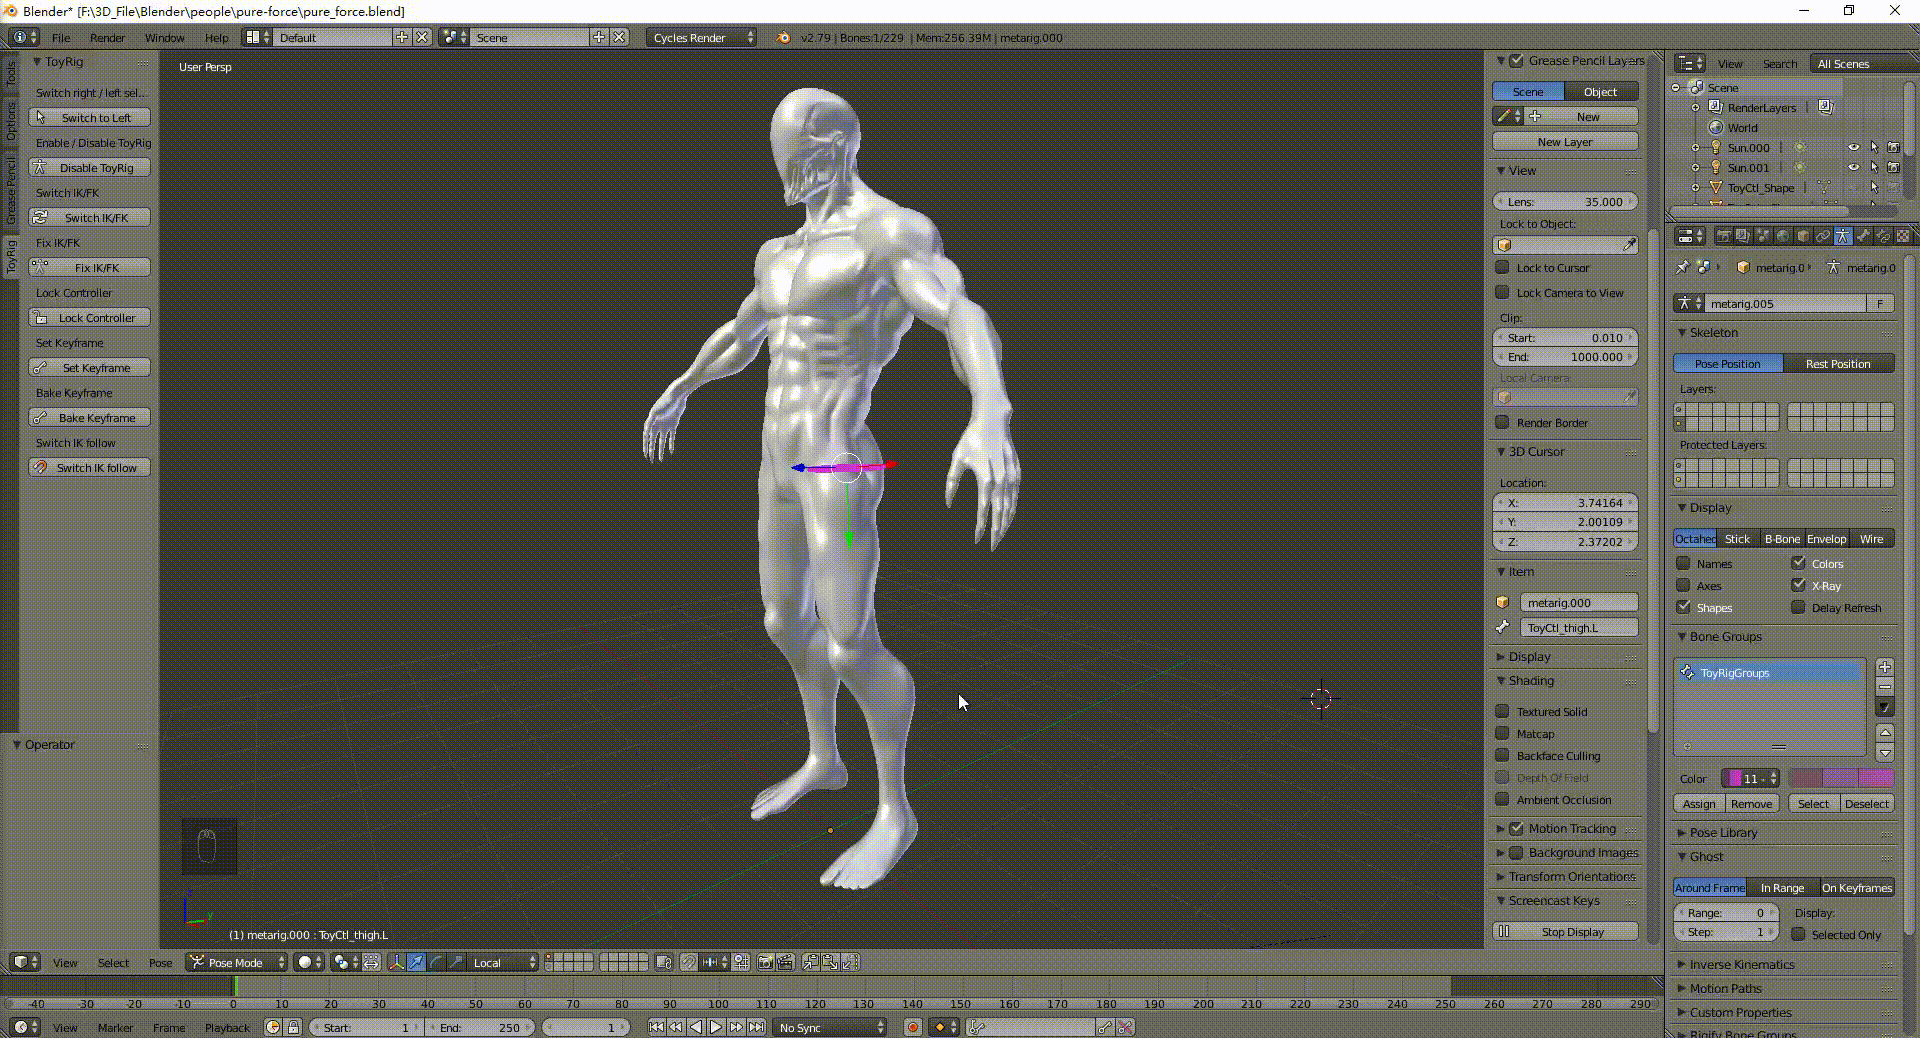 Blender* [F:\3D_File\Blender\people\pure-force\pure_force.blend]
File Render Window Help Default Scene Cycles Render v2.79 | Bones:1/229 | Mem:256.39M | metarig.000
Tools
Options
Grease Pencil
ToyRig
ToyRig
Switch right / left sel...
Switch to Left
Enable / Disable ToyRig
Disable ToyRig
Switch IK/FK
Switch IK/FK
Fix IK/FK
Fix IK/FK
Lock Controller
Lock Controller
Set Keyframe
Set Keyframe
Bake Keyframe
Bake Keyframe
Switch IK follow
Switch IK follow
Operator
User Persp
(1) metarig.000 : ToyCtl_thigh.L
Grease Pencil Layers
Scene Object
New
New Layer
View
Lens: 35.000
Lock to Object:
Lock to Cursor
Lock Camera to View
Clip:
Start: 0.010
End: 1000.000
Local Camera:
Render Border
3D Cursor
Location:
X: 3.74164
Y: 2.00109
Z: 2.37202
Item
metarig.000
ToyCtl_thigh.L
Display
Shading
Textured Solid
Matcap
Backface Culling
Depth Of Field
Ambient Occlusion
Motion Tracking
Background Images
Transform Orientations
Screencast Keys
Stop Display
View Search All Scenes
Scene
RenderLayers
World
Sun.000
Sun.001
ToyCtl_Shape
metarig.0 metarig.0
metarig.005 F
Skeleton
Pose Position Rest Position
Layers:
Protected Layers:
Display
Octahed Stick B-Bone Envelop Wire
Names Colors
Axes X-Ray
Shapes Delay Refresh
Bone Groups
ToyRigGroups
Color 11
Assign Remove Select Deselect
Pose Library
Ghost
Around Frame In Range On Keyframes
Range: 0 Display:
Step: 1 Selected Only
Inverse Kinematics
Motion Paths
Custom Properties
Rigify Bone Groups
View Select Pose Pose Mode Local
-40 -30 -20 -10 0 10 20 30 40 50 60 70 80 90 100 110 120 130 140 150 160 170 180 190 200 210 220 230 240 250 260 270 280 290
View Marker Frame Playback Start: 1 End: 250 1 No Sync